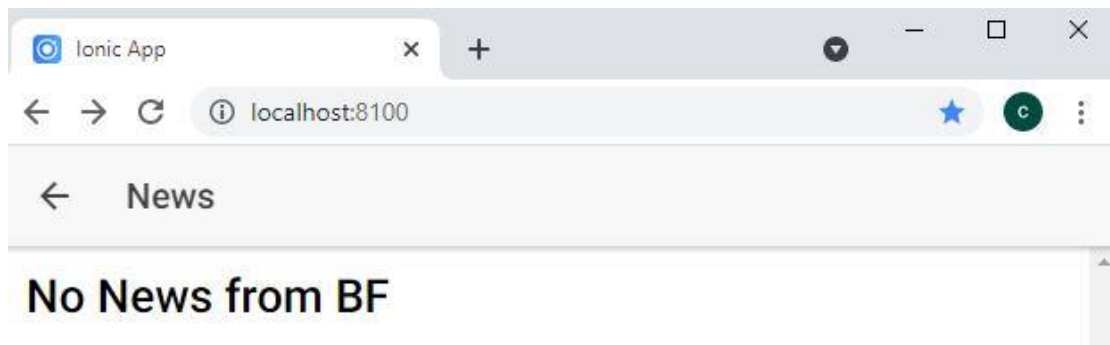 Ionic App
localhost:8100
C
News
No News from BF